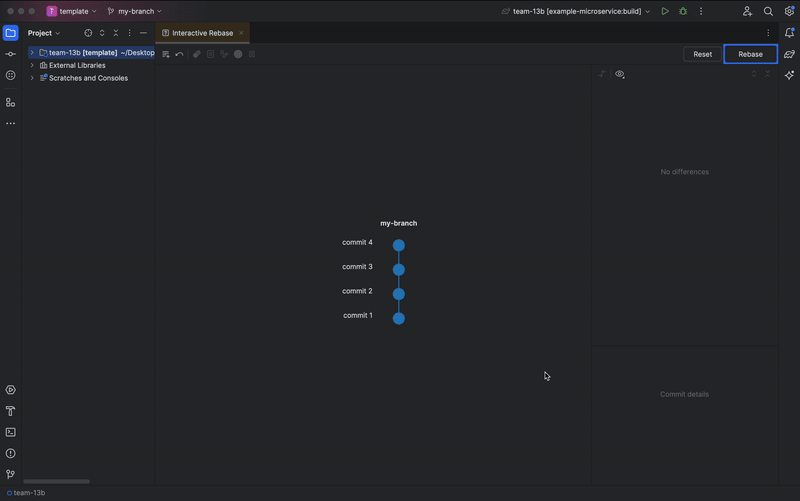 T template my-branch team-13b [example-microservice:build]
Project Interactive Rebase
team-13b [template] ~/Desktop
External Libraries
Scratches and Consoles
Reset Rebase
No differences
my-branch
commit 4
commit 3
commit 2
commit 1
Commit details
team-13b